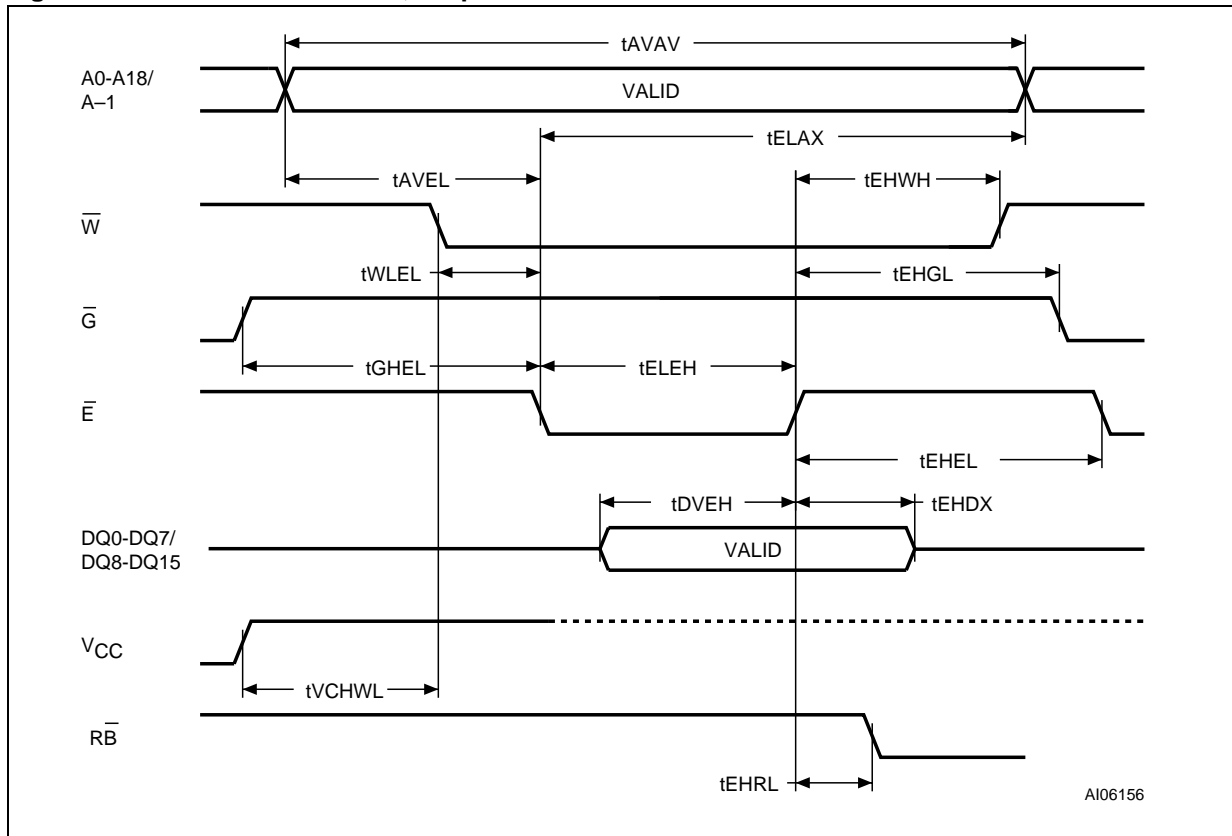 tAVAV
A0-A18/
A–1
VALID
tELAX
tAVEL
tEHWH
W̅
tWLEL
tEHGL
G̅
tGHEL
tELEH
E̅
tEHEL
tDVEH
tEHDX
DQ0-DQ7/
DQ8-DQ15
VALID
VCC
tVCHWL
RB̅
tEHRL
AI06156